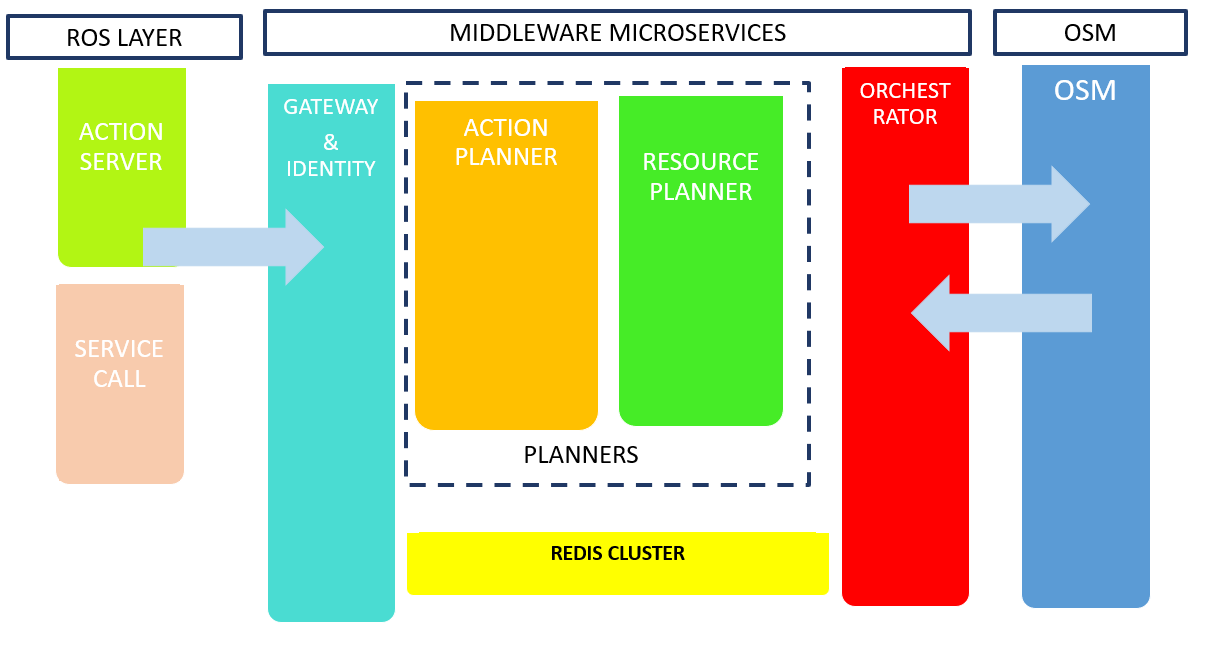 ROS LAYER
MIDDLEWARE MICROSERVICES
OSM
ACTION
SERVER
SERVICE
CALL
GATEWAY
&
IDENTITY
ACTION
PLANNER
RESOURCE
PLANNER
PLANNERS
REDIS CLUSTER
ORCHEST
RATOR
OSM